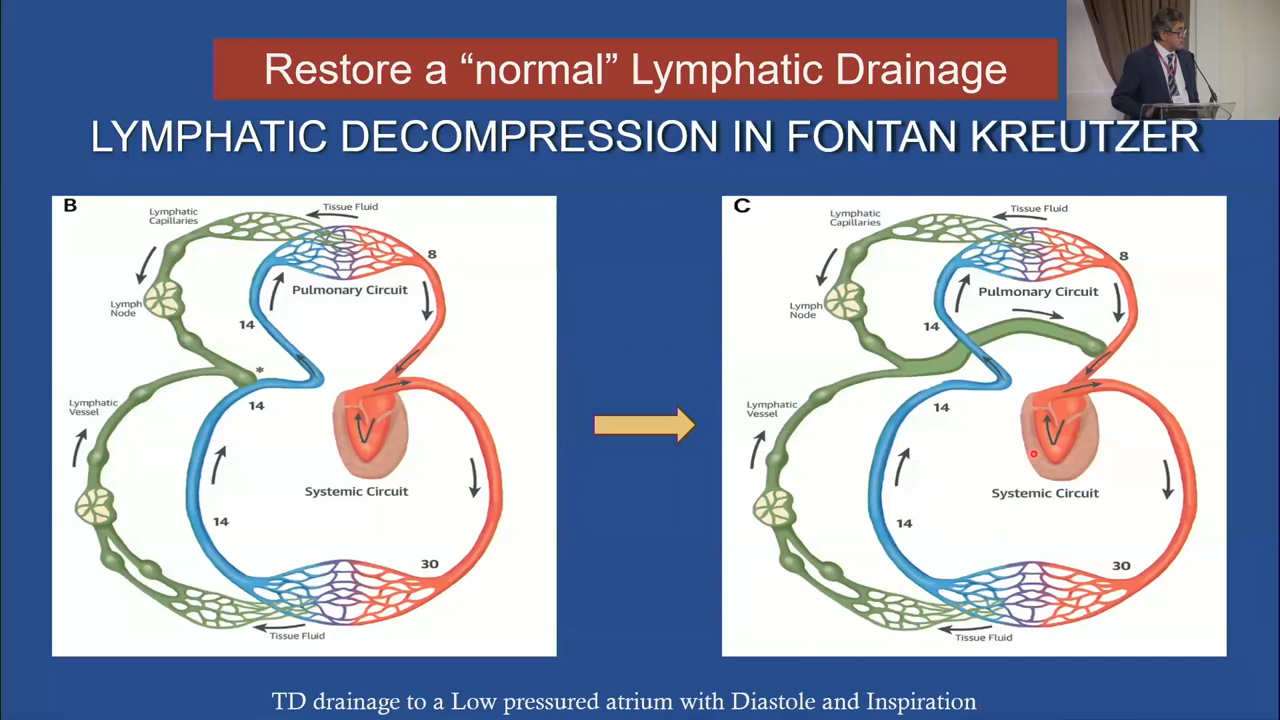 Restore a “normal” Lymphatic Drainage
LYMPHATIC DECOMPRESSION IN FONTAN KREUTZER
B
Lymphatic
Capillaries
Tissue Fluid
8
Pulmonary Circuit
Lymph
Node
14
*
14
Lymphatic
Vessel
Systemic Circuit
14
30
Tissue Fluid
C
Lymphatic
Capillaries
Tissue Fluid
8
Pulmonary Circuit
Lymph
Node
14
14
Lymphatic
Vessel
Systemic Circuit
14
30
Tissue Fluid
TD drainage to a Low pressured atrium with Diastole and Inspiration